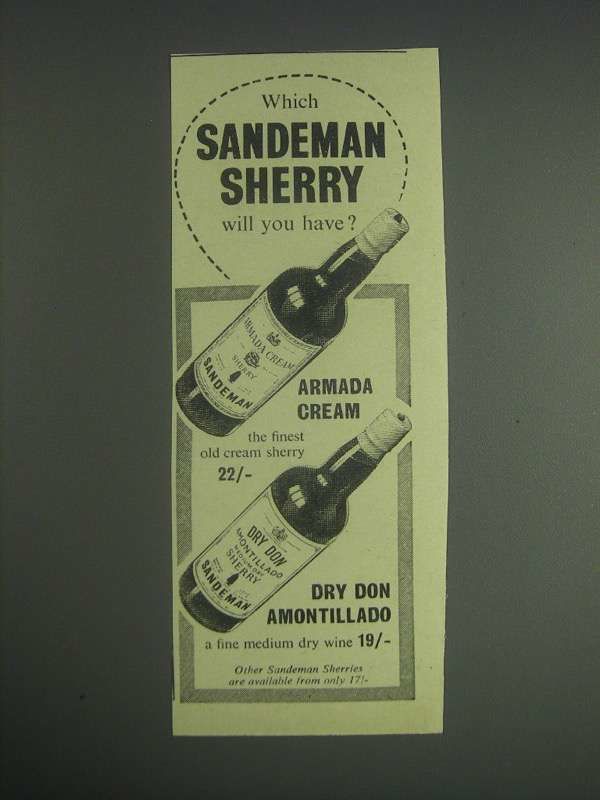 Which
SANDEMAN
SHERRY
will you have?
ARMADA CREAM
SHERRY
SANDEMAN
ARMADA
CREAM
the finest
old cream sherry
22/-
DRY DON
AMONTILLADO
MEDIUM DRY
SHERRY
SANDEMAN
DRY DON
AMONTILLADO
a fine medium dry wine 19/-
Other Sandeman Sherries
are available from only 17/-